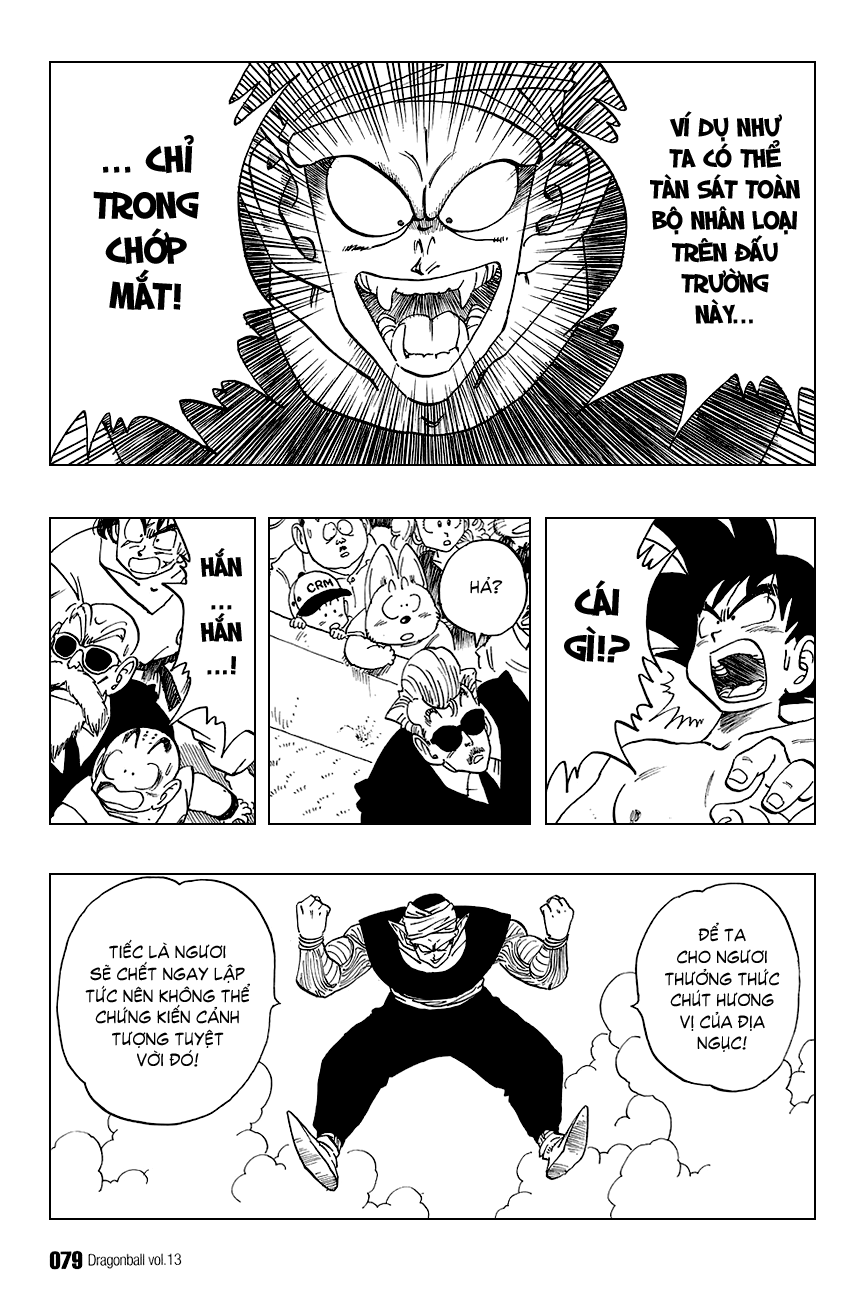 VÍ DỤ NHƯ
TA CÓ THỂ
TÀN SÁT TOÀN
BỘ NHÂN LOẠI
TRÊN ĐẤU
TRƯỜNG
NÀY...
... CHỈ
TRONG
CHỚP
MẮT!
CÁI
GÌ!?
HẢ?
CRM
HẮN
...
HẮN
...!
ĐỂ TA
CHO NGƯƠI
THƯỞNG THỨC
CHÚT HƯƠNG
VỊ CỦA ĐỊA
NGỤC!
TIẾC LÀ NGƯƠI
SẼ CHẾT NGAY LẬP
TỨC NÊN KHÔNG THỂ
CHỨNG KIẾN CẢNH
TƯỢNG TUYỆT
VỜI ĐÓ!
079 Dragonball vol.13